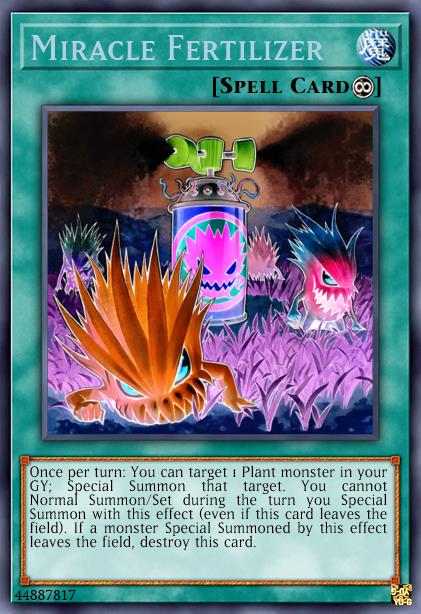 Miracle Fertilizer
魔
[Spell Card∞]
Once per turn: You can target 1 Plant monster in your
GY; Special Summon that target. You cannot
Normal Summon/Set during the turn you Special
Summon with this effect (even if this card leaves the
field). If a monster Special Summoned by this effect
leaves the field, destroy this card.
44887817